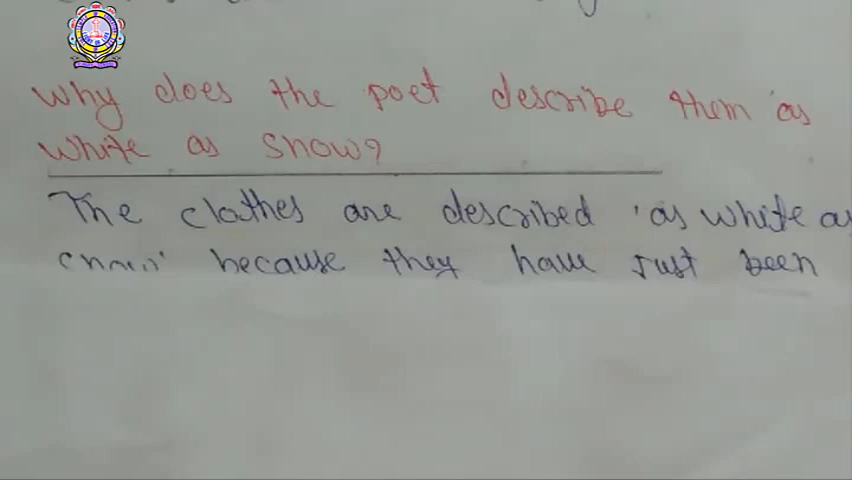 Why does the poet describe them 'as
white as snow?
The clothes are described 'as white as
snow' because they have just been